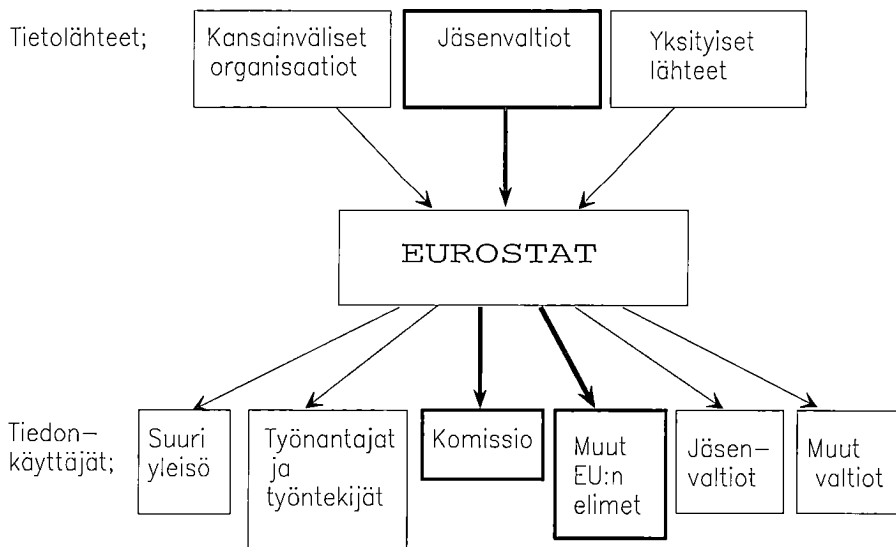 Tietolähteet;
Kansainväliset
organisaatiot
Jäsenvaltiot
Yksityiset
lähteet
EUROSTAT
Tiedon–
käyttäjät;
Suuri
yleisö
Työnantajat
ja
työntekijät
Komissio
Muut
EU:n
elimet
Jäsen–
valtiot
Muut
valtiot